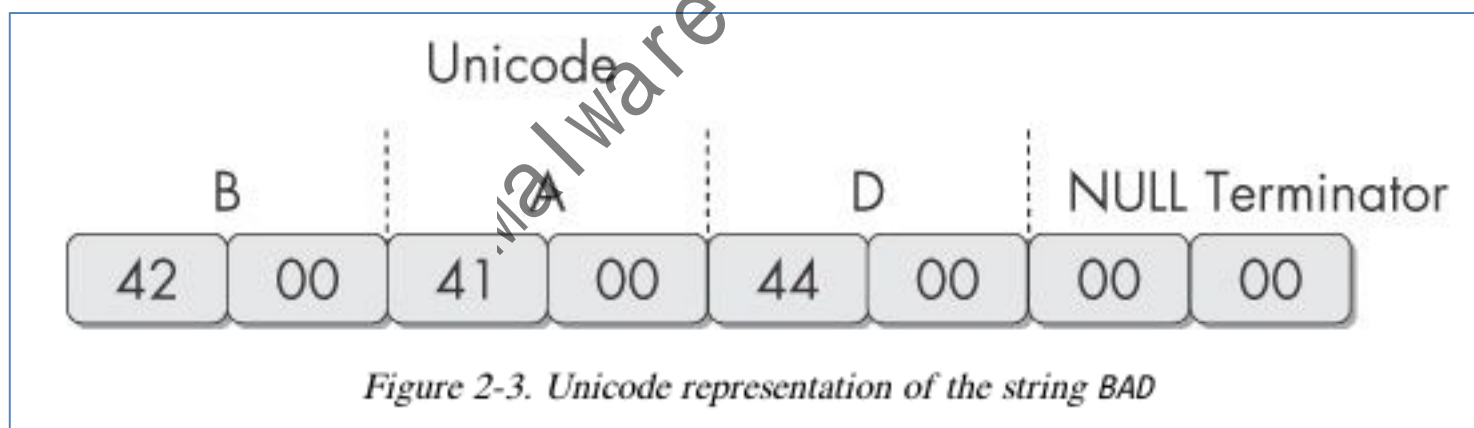 Unicode
Malware
B A D NULL Terminator
42 00 41 00 44 00 00 00
Figure 2-3. Unicode representation of the string BAD